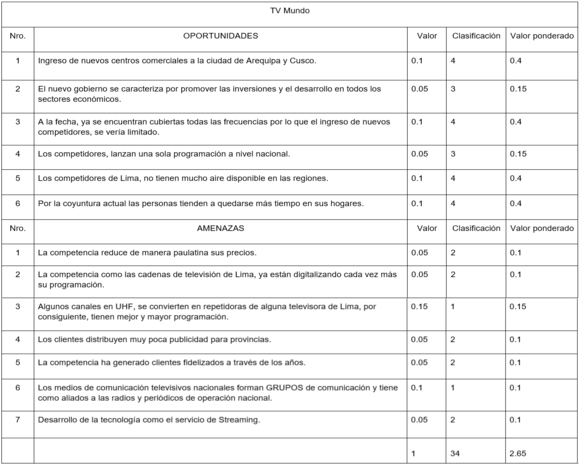 TV Mundo
Nro. OPORTUNIDADES Valor Clasificación Valor ponderado
1 Ingreso de nuevos centros comerciales a la ciudad de Arequipa y Cusco. 0.1 4 0.4
2 El nuevo gobierno se caracteriza por promover las inversiones y el desarrollo en todos los 0.05 3 0.15
sectores económicos.
3 A la fecha, ya se encuentran cubiertas todas las frecuencias por lo que el ingreso de nuevos 0.1 4 0.4
competidores, se vería limitado.
4 Los competidores, lanzan una sola programación a nivel nacional. 0.05 3 0.15
5 Los competidores de Lima, no tienen mucho aire disponible en las regiones. 0.1 4 0.4
6 Por la coyuntura actual las personas tienden a quedarse más tiempo en sus hogares. 0.1 4 0.4
Nro. AMENAZAS Valor Clasificación Valor ponderado
1 La competencia reduce de manera paulatina sus precios. 0.05 2 0.1
2 La competencia como las cadenas de televisión de Lima, ya están digitalizando cada vez más 0.05 2 0.1
su programación.
3 Algunos canales en UHF, se convierten en repetidoras de alguna televisora de Lima, por 0.15 1 0.15
consiguiente, tienen mejor y mayor programación.
4 Los clientes distribuyen muy poca publicidad para provincias. 0.05 2 0.1
5 La competencia ha generado clientes fidelizados a través de los años. 0.05 2 0.1
6 Los medios de comunicación televisivos nacionales forman GRUPOS de comunicación y tiene 0.1 1 0.1
como aliados a las radios y periódicos de operación nacional.
7 Desarrollo de la tecnología como el servicio de Streaming. 0.05 2 0.1
1 34 2.65